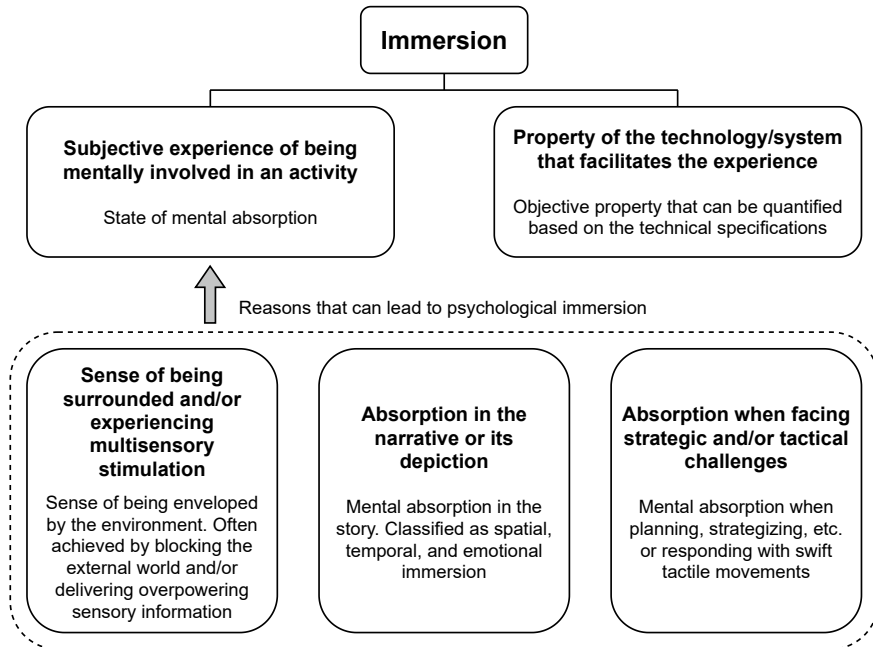 Immersion
Subjective experience of being
mentally involved in an activity
State of mental absorption
Property of the technology/system
that facilitates the experience
Objective property that can be quantified
based on the technical specifications
Reasons that can lead to psychological immersion
Sense of being
surrounded and/or
experiencing
multisensory
stimulation
Sense of being enveloped
by the environment. Often
achieved by blocking the
external world and/or
delivering overpowering
sensory information
Absorption in the
narrative or its
depiction
Mental absorption in the
story. Classified as spatial,
temporal, and emotional
immersion
Absorption when facing
strategic and/or tactical
challenges
Mental absorption when
planning, strategizing, etc.
or responding with swift
tactile movements